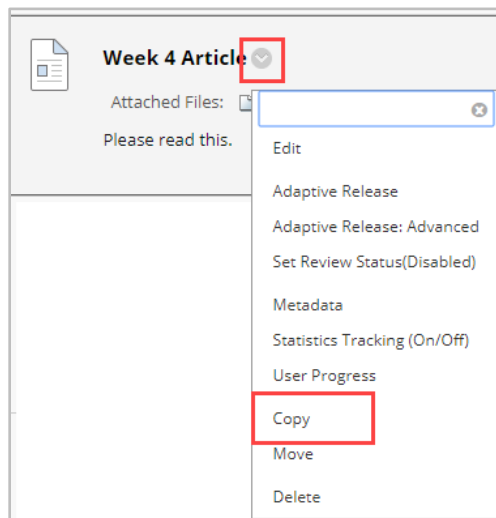 Week 4 Article
Attached Files:
Please read this.
Edit
Adaptive Release
Adaptive Release: Advanced
Set Review Status(Disabled)
Metadata
Statistics Tracking (On/Off)
User Progress
Copy
Move
Delete